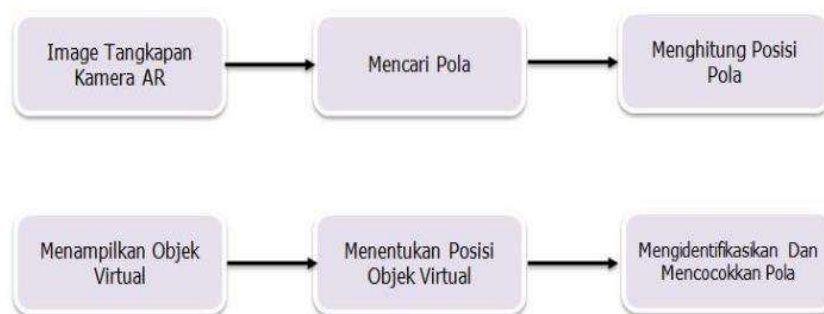 Image Tangkapan
Kamera AR
Mencari Pola
Menghitung Posisi
Pola
Menampilkan Objek
Virtual
Menentukan Posisi
Objek Virtual
Mengidentifikasikan Dan
Mencocokkan Pola